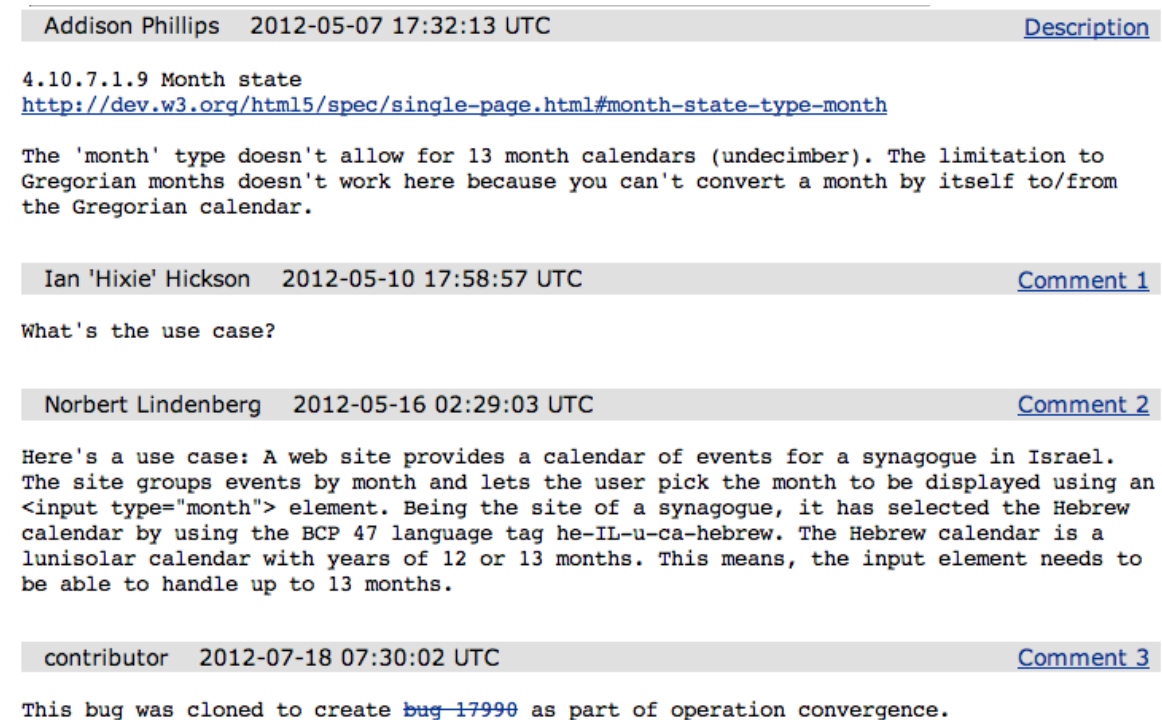 Addison Phillips 2012-05-07 17:32:13 UTC Description
4.10.7.1.9 Month state
http://dev.w3.org/html5/spec/single-page.html#month-state-type-month
The 'month' type doesn't allow for 13 month calendars (undecimber). The limitation to
Gregorian months doesn't work here because you can't convert a month by itself to/from
the Gregorian calendar.
Ian 'Hixie' Hickson 2012-05-10 17:58:57 UTC Comment 1
What's the use case?
Norbert Lindenberg 2012-05-16 02:29:03 UTC Comment 2
Here's a use case: A web site provides a calendar of events for a synagogue in Israel.
The site groups events by month and lets the user pick the month to be displayed using an
<input type="month"> element. Being the site of a synagogue, it has selected the Hebrew
calendar by using the BCP 47 language tag he-IL-u-ca-hebrew. The Hebrew calendar is a
lunisolar calendar with years of 12 or 13 months. This means, the input element needs to
be able to handle up to 13 months.
contributor 2012-07-18 07:30:02 UTC Comment 3
This bug was cloned to create bug 17990 as part of operation convergence.